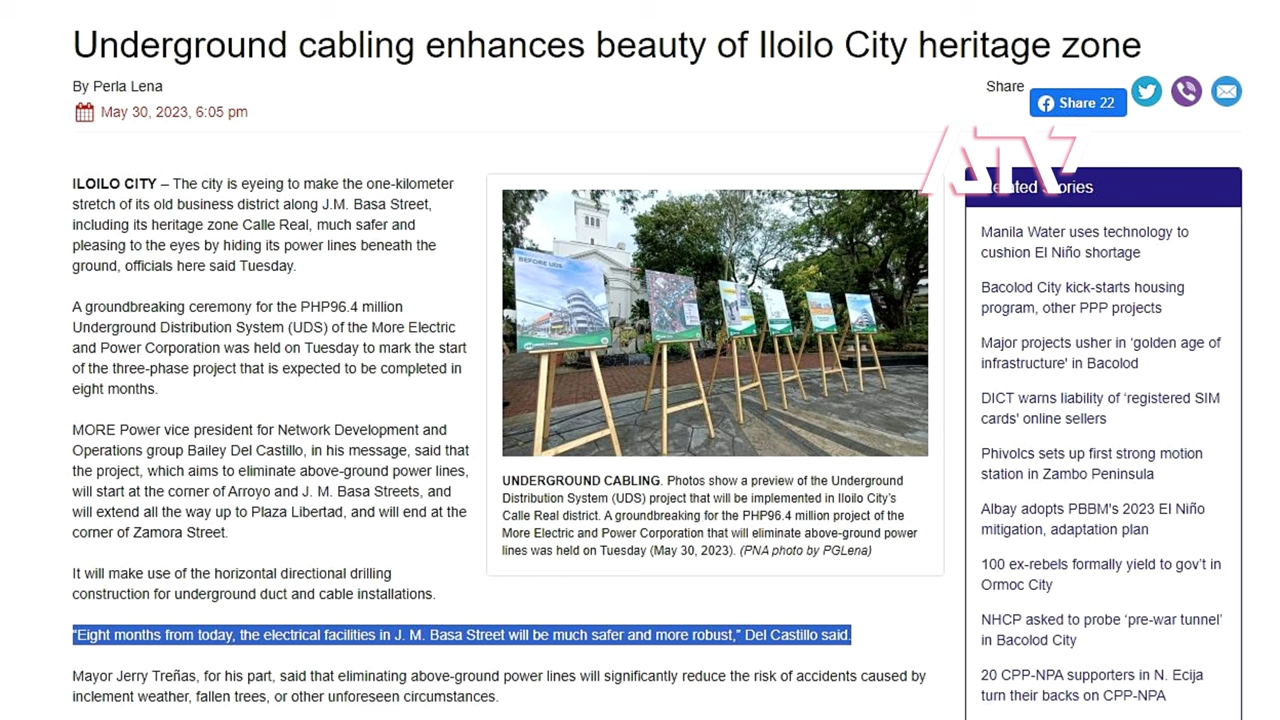 Underground cabling enhances beauty of Iloilo City heritage zone
By Perla Lena
May 30, 2023, 6:05 pm
Share
Share 22
ATV
ILOILO CITY – The city is eyeing to make the one-kilometer
stretch of its old business district along J.M. Basa Street,
including its heritage zone Calle Real, much safer and
pleasing to the eyes by hiding its power lines beneath the
ground, officials here said Tuesday.
A groundbreaking ceremony for the PHP96.4 million
Underground Distribution System (UDS) of the More Electric
and Power Corporation was held on Tuesday to mark the start
of the three-phase project that is expected to be completed in
eight months.
MORE Power vice president for Network Development and
Operations group Bailey Del Castillo, in his message, said that
the project, which aims to eliminate above-ground power lines,
will start at the corner of Arroyo and J. M. Basa Streets, and
will extend all the way up to Plaza Libertad, and will end at the
corner of Zamora Street.
It will make use of the horizontal directional drilling
construction for underground duct and cable installations.
“Eight months from today, the electrical facilities in J. M. Basa Street will be much safer and more robust,” Del Castillo said.
Mayor Jerry Treñas, for his part, said that eliminating above-ground power lines will significantly reduce the risk of accidents caused by
inclement weather, fallen trees, or other unforeseen circumstances.
BEFORE UDS
UNDERGROUND CABLING. Photos show a preview of the Underground
Distribution System (UDS) project that will be implemented in Iloilo City’s
Calle Real district. A groundbreaking for the PHP96.4 million project of the
More Electric and Power Corporation that will eliminate above-ground power
lines was held on Tuesday (May 30, 2023). (PNA photo by PGLena)
Related Stories
Manila Water uses technology to
cushion El Niño shortage
Bacolod City kick-starts housing
program, other PPP projects
Major projects usher in ‘golden age of
infrastructure' in Bacolod
DICT warns liability of ‘registered SIM
cards' online sellers
Phivolcs sets up first strong motion
station in Zambo Peninsula
Albay adopts PBBM's 2023 El Niño
mitigation, adaptation plan
100 ex-rebels formally yield to gov’t in
Ormoc City
NHCP asked to probe ‘pre-war tunnel’
in Bacolod City
20 CPP-NPA supporters in N. Ecija
turn their backs on CPP-NPA